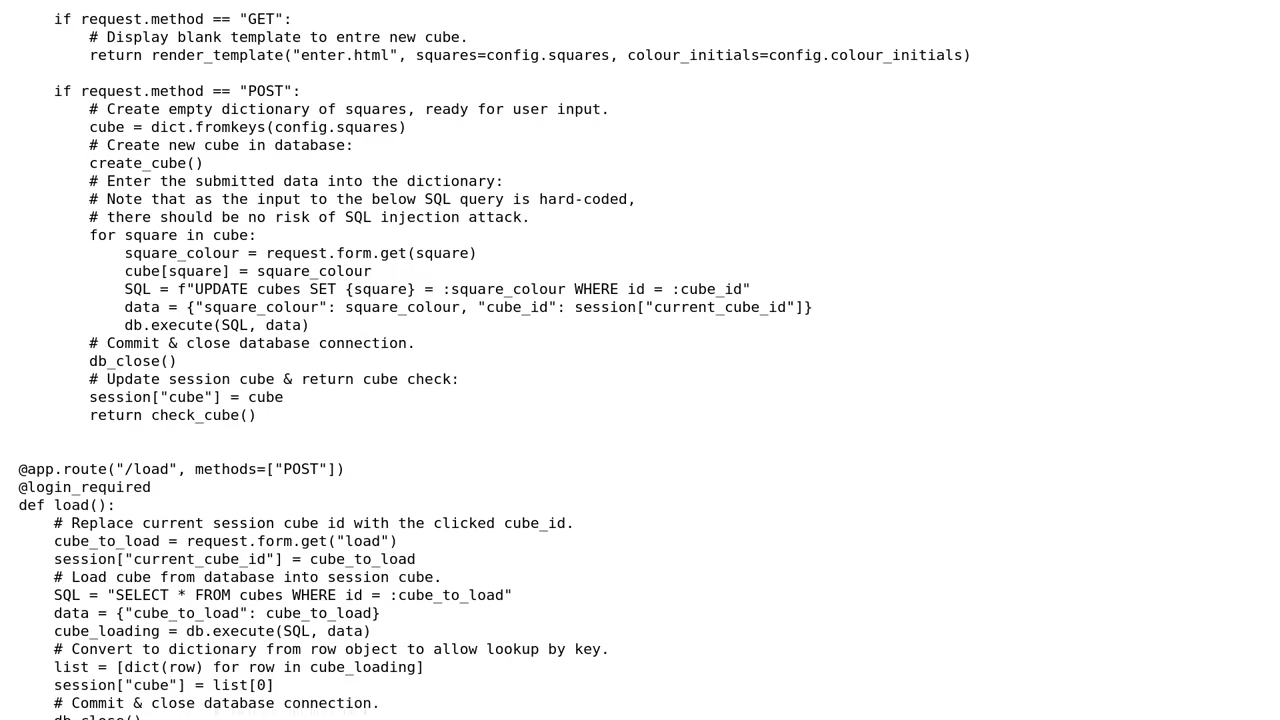 if request.method == "GET":
# Display blank template to entre new cube.
return render_template("enter.html", squares=config.squares, colour_initials=config.colour_initials)
if request.method == "POST":
# Create empty dictionary of squares, ready for user input.
cube = dict.fromkeys(config.squares)
# Create new cube in database:
create_cube()
# Enter the submitted data into the dictionary:
# Note that as the input to the below SQL query is hard-coded,
# there should be no risk of SQL injection attack.
for square in cube:
square_colour = request.form.get(square)
cube[square] = square_colour
SQL = f"UPDATE cubes SET {square} = :square_colour WHERE id = :cube_id"
data = {"square_colour": square_colour, "cube_id": session["current_cube_id"]}
db.execute(SQL, data)
# Commit & close database connection.
db_close()
# Update session cube & return cube check:
session["cube"] = cube
return check_cube()
@app.route("/load", methods=["POST"])
@login_required
def load():
# Replace current session cube id with the clicked cube_id.
cube_to_load = request.form.get("load")
session["current_cube_id"] = cube_to_load
# Load cube from database into session cube.
SQL = "SELECT * FROM cubes WHERE id = :cube_to_load"
data = {"cube_to_load": cube_to_load}
cube_loading = db.execute(SQL, data)
# Convert to dictionary from row object to allow lookup by key.
list = [dict(row) for row in cube_loading]
session["cube"] = list[0]
# Commit & close database connection.
db_close()